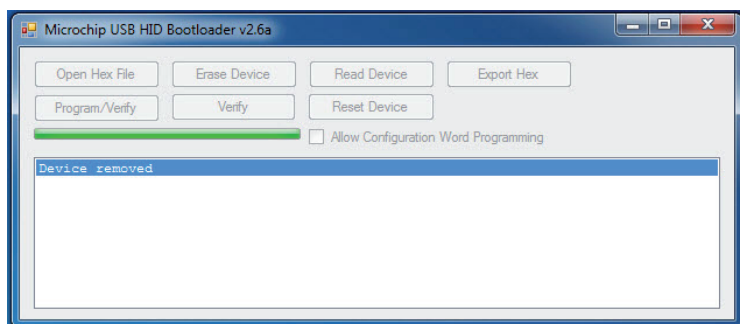 Microchip USB HID Bootloader v2.6a
Open Hex File Erase Device Read Device Export Hex
Program/Verify Verify Reset Device
Allow Configuration Word Programming
Device removed